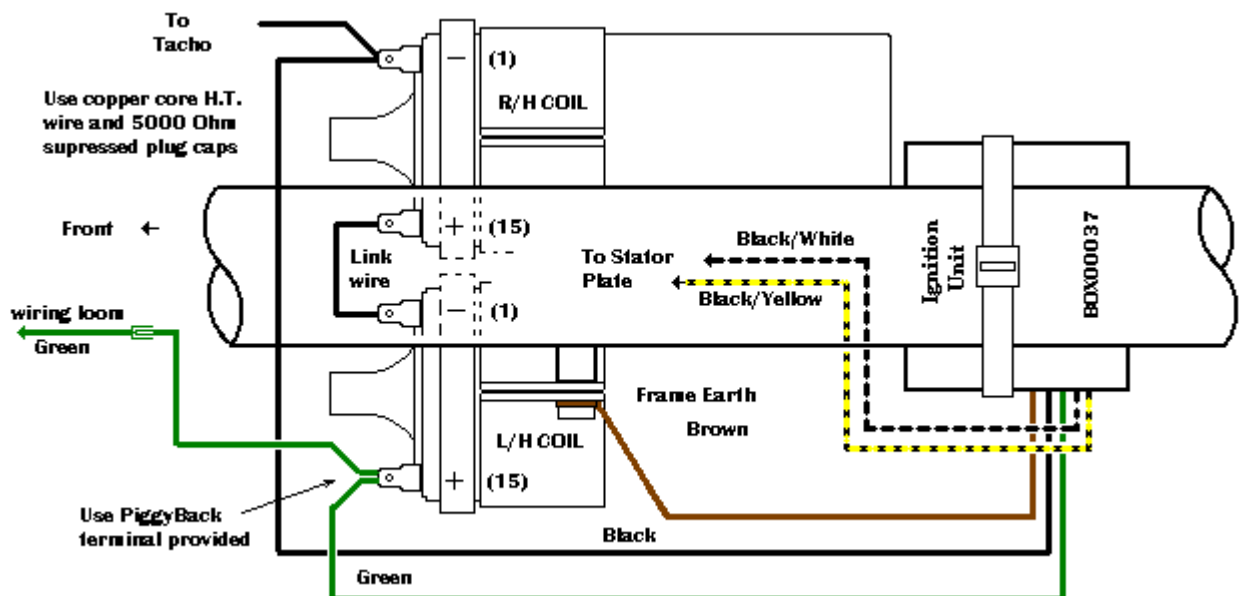 To
Tacho
Use copper core H.T.
wire and 5000 Ohm
supressed plug caps
− (1)
R/H COIL
Front
+ (15)
Link
wire
− (1)
To Stator
Plate
Black/White
Black/Yellow
Ignition
Unit
BOX00037
wiring loom
Green
Frame Earth
Brown
L/H COIL
+ (15)
Use PiggyBack
terminal provided
Black
Green